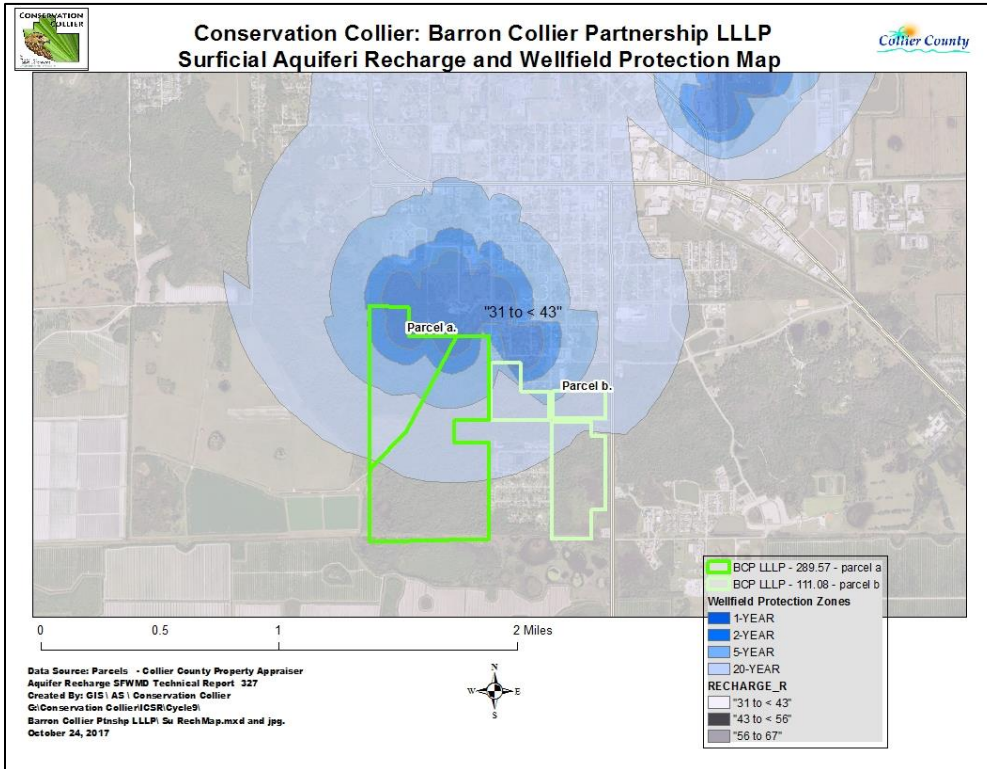 CONSERVATION
COLLIER
Conservation Collier: Barron Collier Partnership LLLP
Surficial Aquiferi Recharge and Wellfield Protection Map
Collier County
"31 to < 43"
Parcel a.
Parcel b.
BCP LLLP - 289.57 - parcel a
BCP LLLP - 111.08 - parcel b
Wellfield Protection Zones
1-YEAR
2-YEAR
5-YEAR
20-YEAR
RECHARGE_R
"31 to < 43"
"43 to < 56"
"56 to 67"
0 0.5 1 2 Miles
Data Source: Parcels - Collier County Property Appraiser
Aquifer Recharge SFWMD Technical Report 327
Created By: GIS \ AS \ Conservation Collier
G:\Conservation Collier\ICSR\Cycle9\
Barron Collier Ptnshp LLLP\ Su RechMap.mxd and jpg.
October 24, 2017
N
W E
S